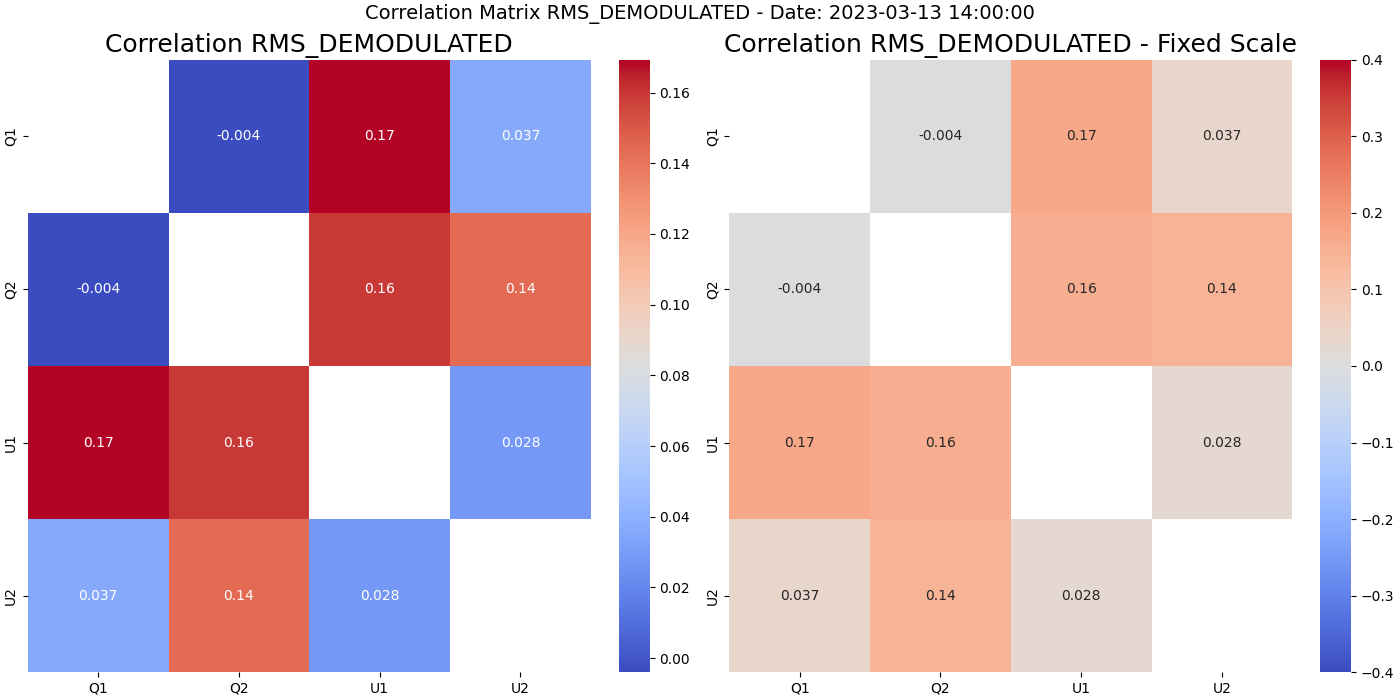 Correlation Matrix RMS_DEMODULATED - Date: 2023-03-13 14:00:00
Correlation RMS_DEMODULATED
Q1
-0.004
0.17
0.037
Q2
-0.004
0.16
0.14
U1
0.17
0.16
0.028
U2
0.037
0.14
0.028
Q1
Q2
U1
U2
0.16
0.14
0.12
0.10
0.08
0.06
0.04
0.02
0.00
Correlation RMS_DEMODULATED - Fixed Scale
Q1
-0.004
0.17
0.037
Q2
-0.004
0.16
0.14
U1
0.17
0.16
0.028
U2
0.037
0.14
0.028
Q1
Q2
U1
U2
0.4
0.3
0.2
0.1
0.0
−0.1
−0.2
−0.3
−0.4